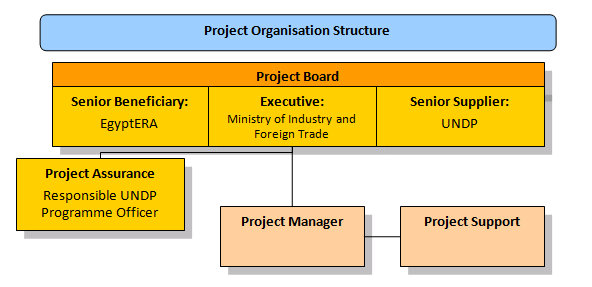 Project Organisation Structure
Project Board
Senior Beneficiary:
EgyptERA
Executive:
Ministry of Industry and
Foreign Trade
Senior Supplier:
UNDP
Project Assurance
Responsible UNDP
Programme Officer
Project Manager
Project Support